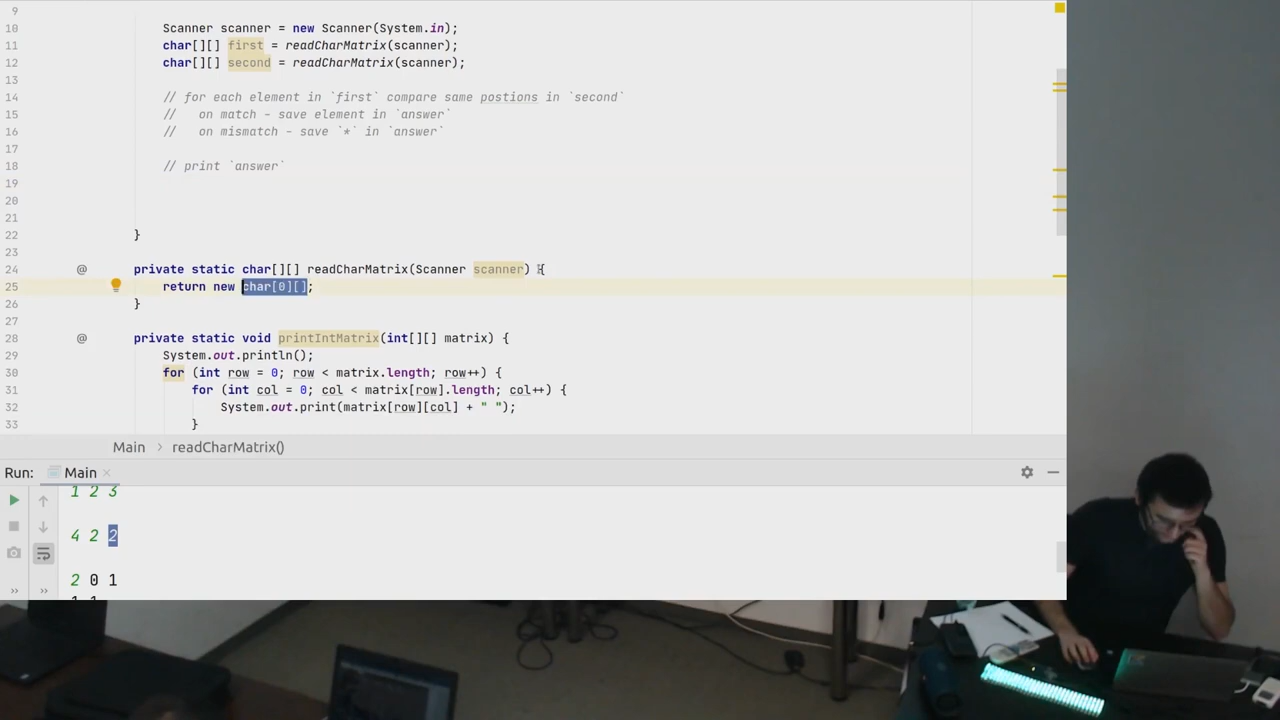 9
10 Scanner scanner = new Scanner(System.in);
11 char[][] first = readCharMatrix(scanner);
12 char[][] second = readCharMatrix(scanner);
13
14 // for each element in `first` compare same postions in `second`
15 //   on match - save element in `answer`
16 //   on mismatch - save `*` in `answer`
17
18 // print `answer`
19
20
21
22 }
23
24 @ private static char[][] readCharMatrix(Scanner scanner) {
25 return new char[0][];
26 }
27
28 @ private static void printIntMatrix(int[][] matrix) {
29 System.out.println();
30 for (int row = 0; row < matrix.length; row++) {
31 for (int col = 0; col < matrix[row].length; col++) {
32 System.out.print(matrix[row][col] + " ");
33 }
Main > readCharMatrix()
Run: Main ×
1 2 3
4 2 2
2 0 1